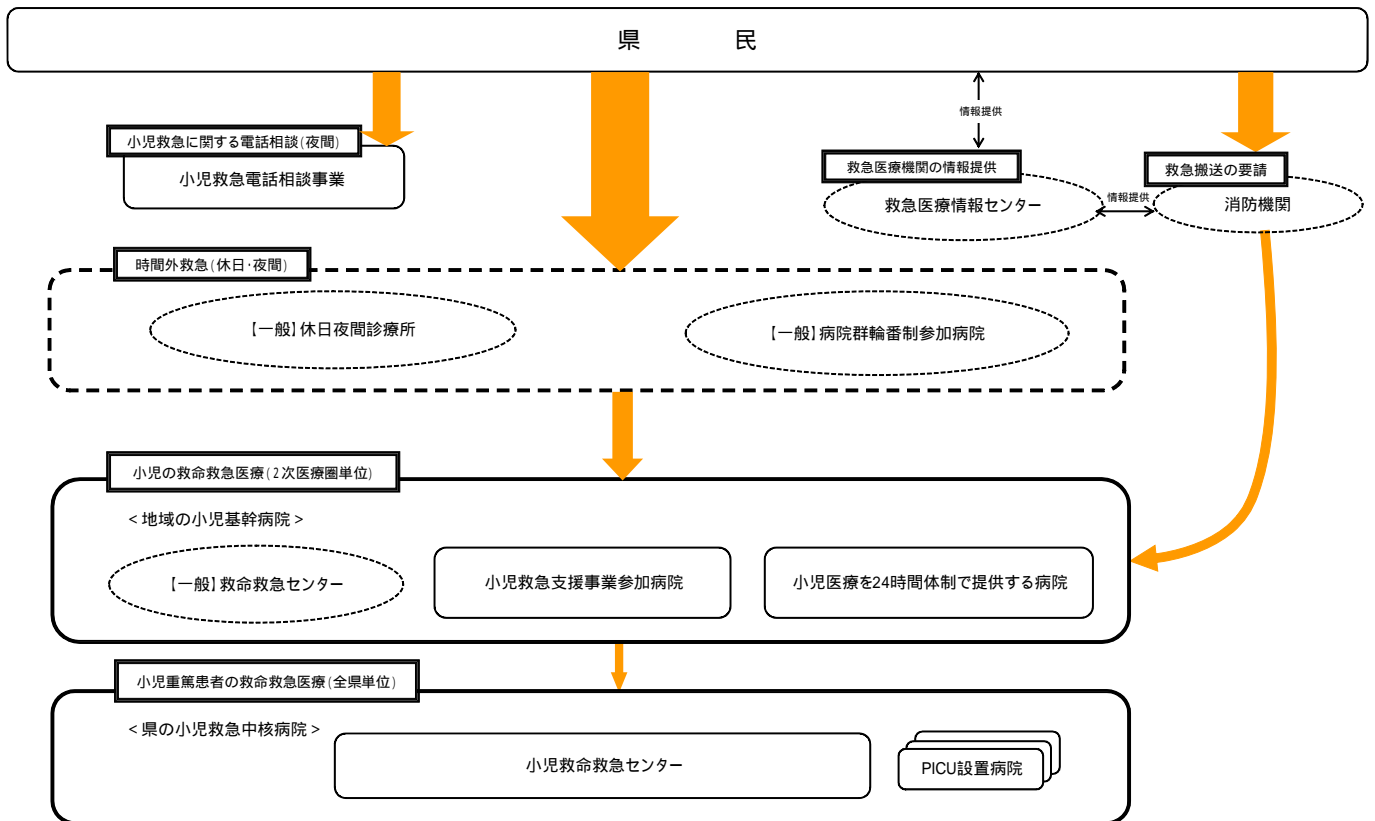 県 民
情報提供
小児救急に関する電話相談(夜間)
小児救急電話相談事業
救急医療機関の情報提供
救急医療情報センター
情報提供
救急搬送の要請
消防機関
時間外救急(休日・夜間)
【一般】休日夜間診療所
【一般】病院群輪番制参加病院
小児の救命救急医療(2次医療圏単位)
<地域の小児基幹病院>
【一般】救命救急センター
小児救急支援事業参加病院
小児医療を24時間体制で提供する病院
小児重篤患者の救命救急医療(全県単位)
<県の小児救急中核病院>
小児救命救急センター
PICU設置病院